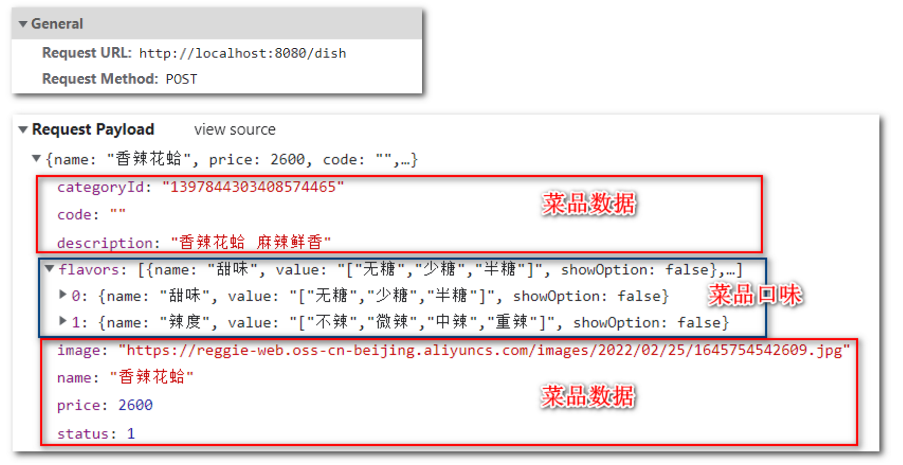 General
Request URL: http://localhost:8080/dish
Request Method: POST
Request Payload view source
{name: "香辣花蛤", price: 2600, code: "",…}
categoryId: "1397844303408574465"
菜品数据
code: ""
description: "香辣花蛤 麻辣鲜香"
flavors: [{name: "甜味", value: "["无糖","少糖","半糖"]", showOption: false},…]
0: {name: "甜味", value: "["无糖","少糖","半糖"]", showOption: false}
菜品口味
1: {name: "辣度", value: "["不辣","微辣","中辣","重辣"]", showOption: false}
image: "https://reggie-web.oss-cn-beijing.aliyuncs.com/images/2022/02/25/1645754542609.jpg"
name: "香辣花蛤"
菜品数据
price: 2600
status: 1